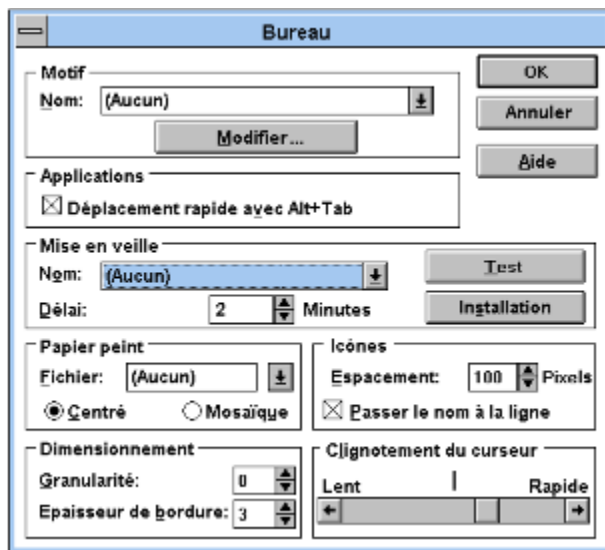 Bureau
Motif
Nom: (Aucun)
Modifier...
OK
Annuler
Aide
Applications
Déplacement rapide avec Alt+Tab
Mise en veille
Nom: (Aucun)
Délai: 2 Minutes
Test
Installation
Papier peint
Fichier: (Aucun)
Centré Mosaïque
Icônes
Espacement: 100 Pixels
Passer le nom à la ligne
Dimensionnement
Granularité: 0
Epaisseur de bordure: 3
Clignotement du curseur
Lent Rapide